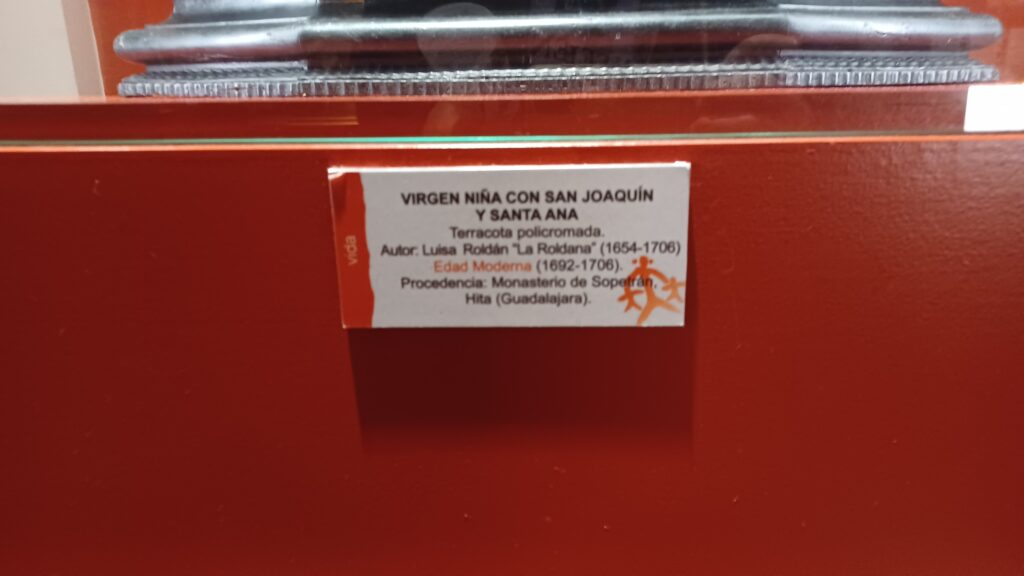 vida
VIRGEN NIÑA CON SAN JOAQUÍN
Y SANTA ANA
Terracota policromada.
Autor: Luisa Roldán "La Roldana" (1654-1706)
Edad Moderna (1692-1706).
Procedencia: Monasterio de Sopetrán,
Hita (Guadalajara).